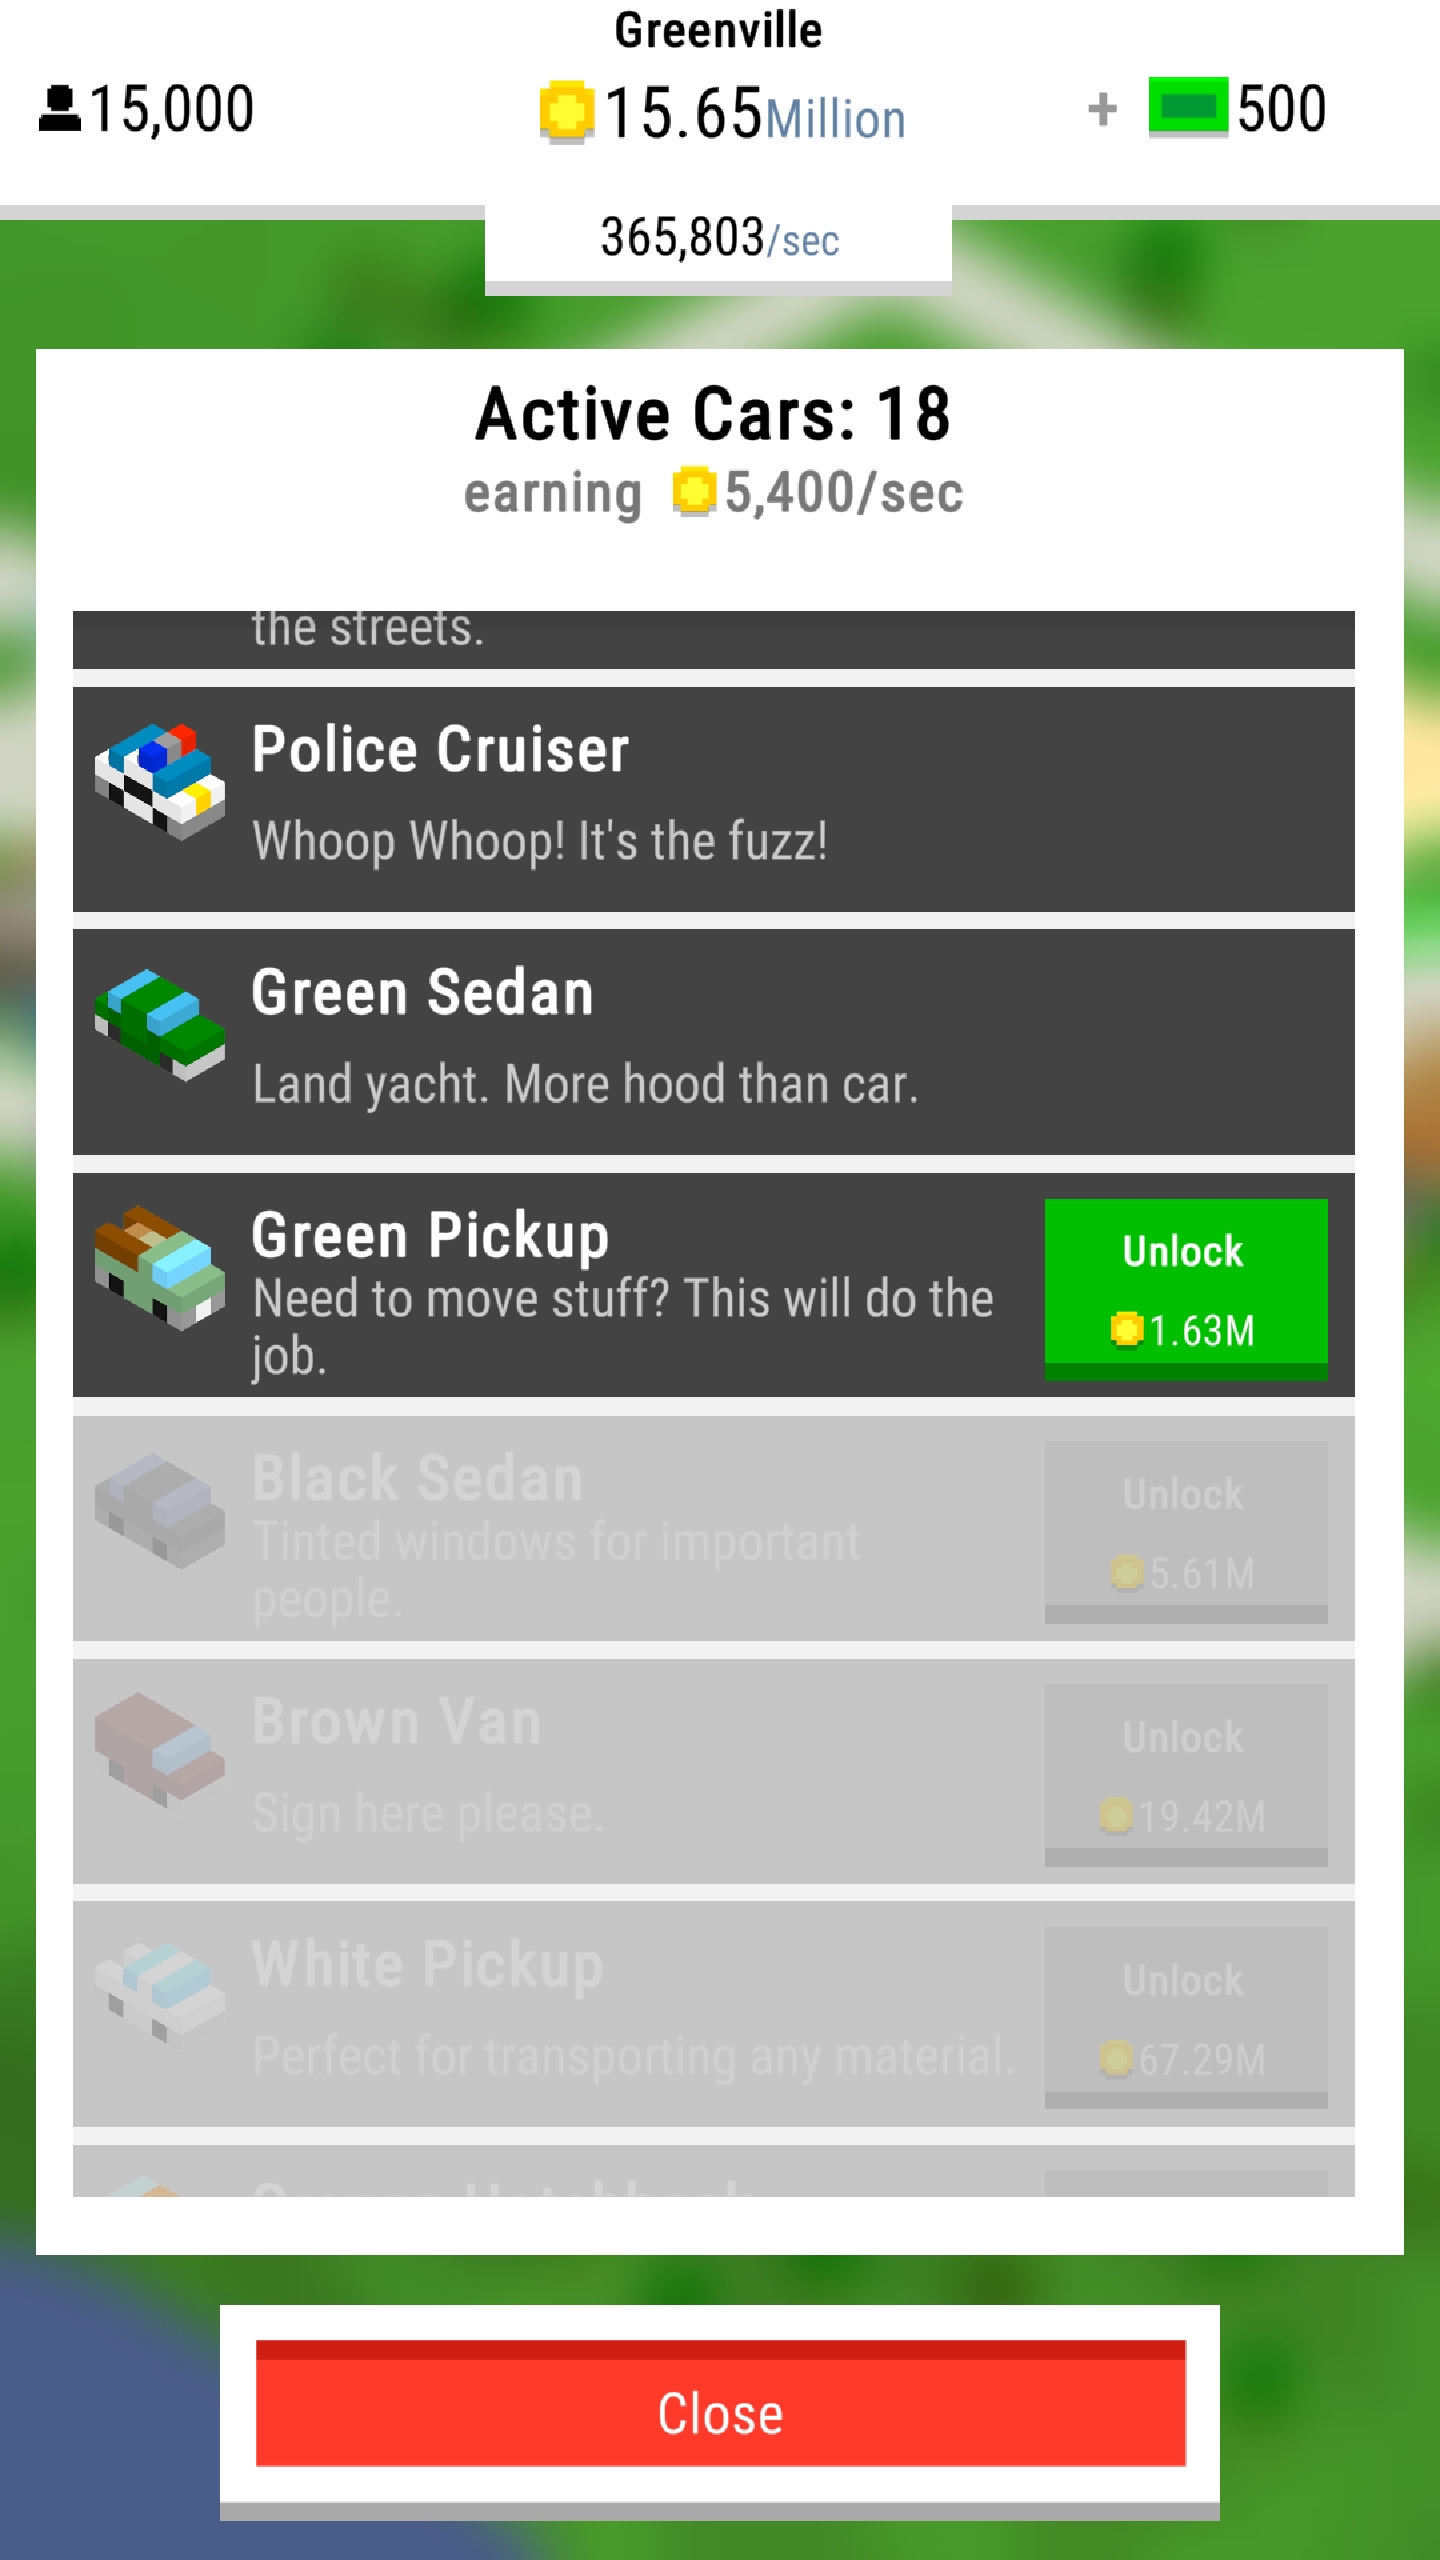 Greenville
15,000
15.65Million
+ 500
365,803/sec
Active Cars: 18
earning 5,400/sec
the streets.
Police Cruiser
Whoop Whoop! It's the fuzz!
Green Sedan
Land yacht. More hood than car.
Green Pickup
Need to move stuff? This will do the
job.
Unlock
1.63M
Black Sedan
Tinted windows for important
people.
Unlock
5.61M
Brown Van
Sign here please.
Unlock
19.42M
White Pickup
Perfect for transporting any material.
Unlock
67.29M
Close